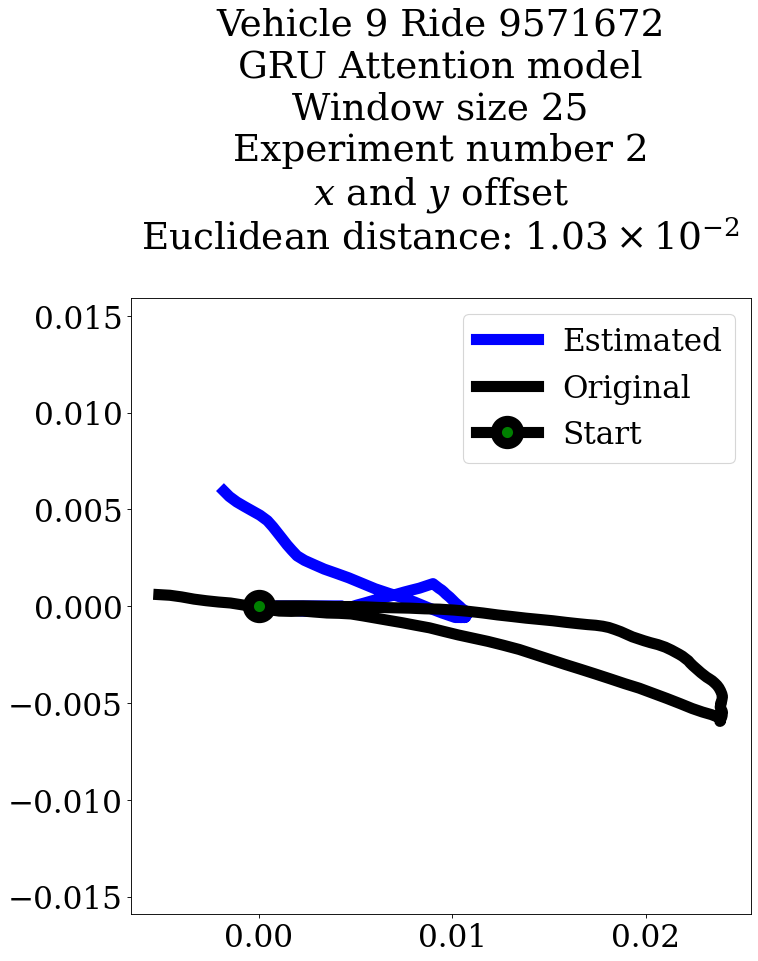 Vehicle 9 Ride 9571672
GRU Attention model
Window size 25
Experiment number 2
x and y offset
Euclidean distance: 1.03 × 10⁻²
Estimated
Original
Start
0.015
0.010
0.005
0.000
−0.005
−0.010
−0.015
0.00 0.01 0.02